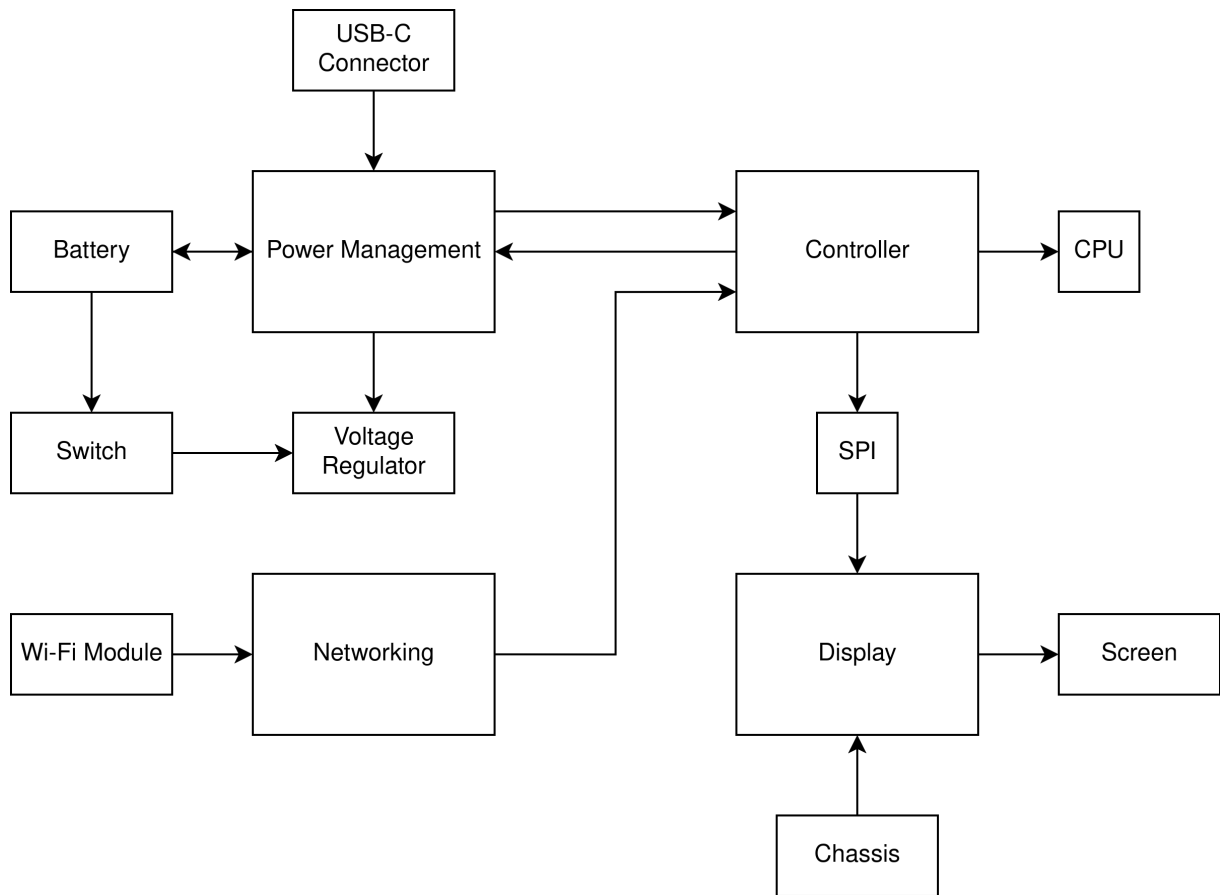 USB-C
Connector
Battery
Power Management
Controller
CPU
Switch
Voltage
Regulator
SPI
Wi-Fi Module
Networking
Display
Screen
Chassis